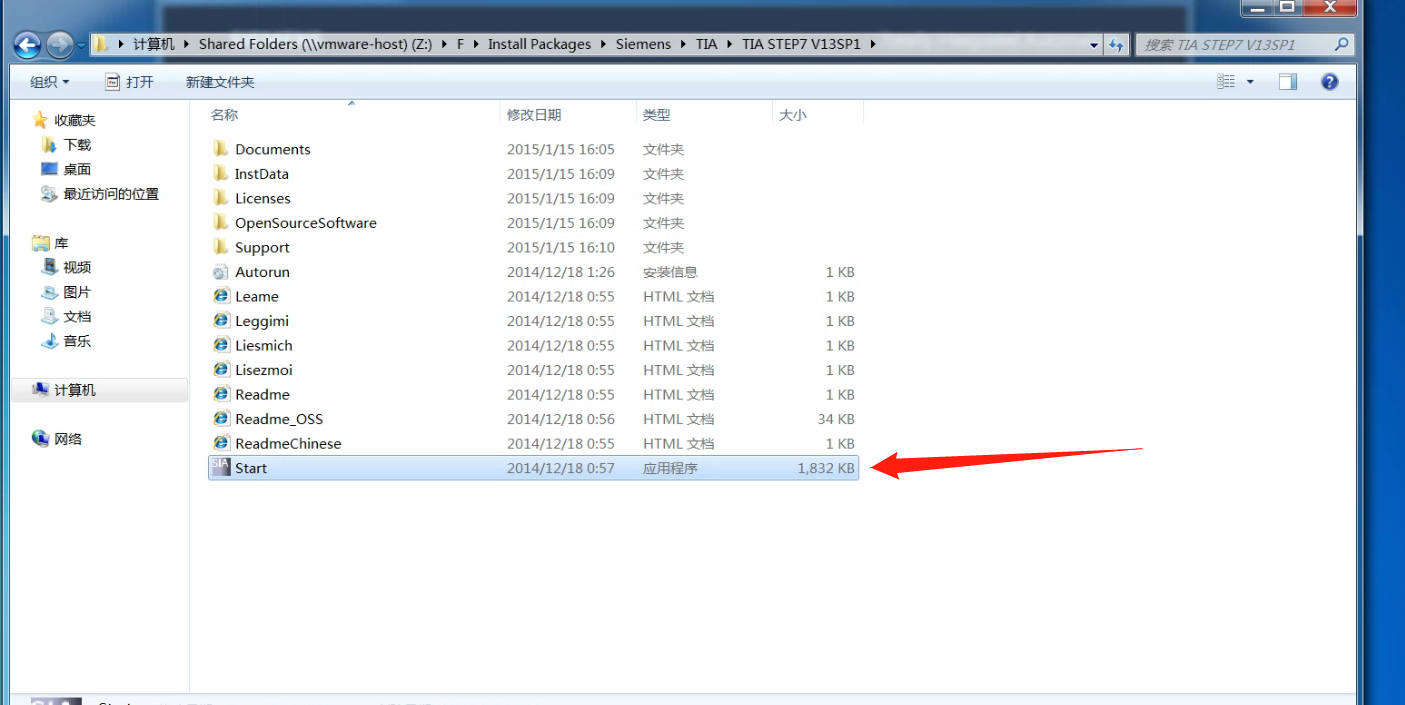 计算机 Shared Folders (\\vmware-host) (Z:) F Install Packages Siemens TIA TIA STEP7 V13SP1 搜索 TIA STEP7 V13SP1
组织 打开 新建文件夹
收藏夹
下载
桌面
最近访问的位置
库
视频
图片
文档
音乐
计算机
网络
名称 修改日期 类型 大小
Documents 2015/1/15 16:05 文件夹
InstData 2015/1/15 16:09 文件夹
Licenses 2015/1/15 16:09 文件夹
OpenSourceSoftware 2015/1/15 16:09 文件夹
Support 2015/1/15 16:10 文件夹
Autorun 2014/12/18 1:26 安装信息 1 KB
Leame 2014/12/18 0:55 HTML 文档 1 KB
Leggimi 2014/12/18 0:55 HTML 文档 1 KB
Liesmich 2014/12/18 0:55 HTML 文档 1 KB
Lisezmoi 2014/12/18 0:55 HTML 文档 1 KB
Readme 2014/12/18 0:55 HTML 文档 1 KB
Readme_OSS 2014/12/18 0:56 HTML 文档 34 KB
ReadmeChinese 2014/12/18 0:55 HTML 文档 1 KB
Start 2014/12/18 0:57 应用程序 1,832 KB